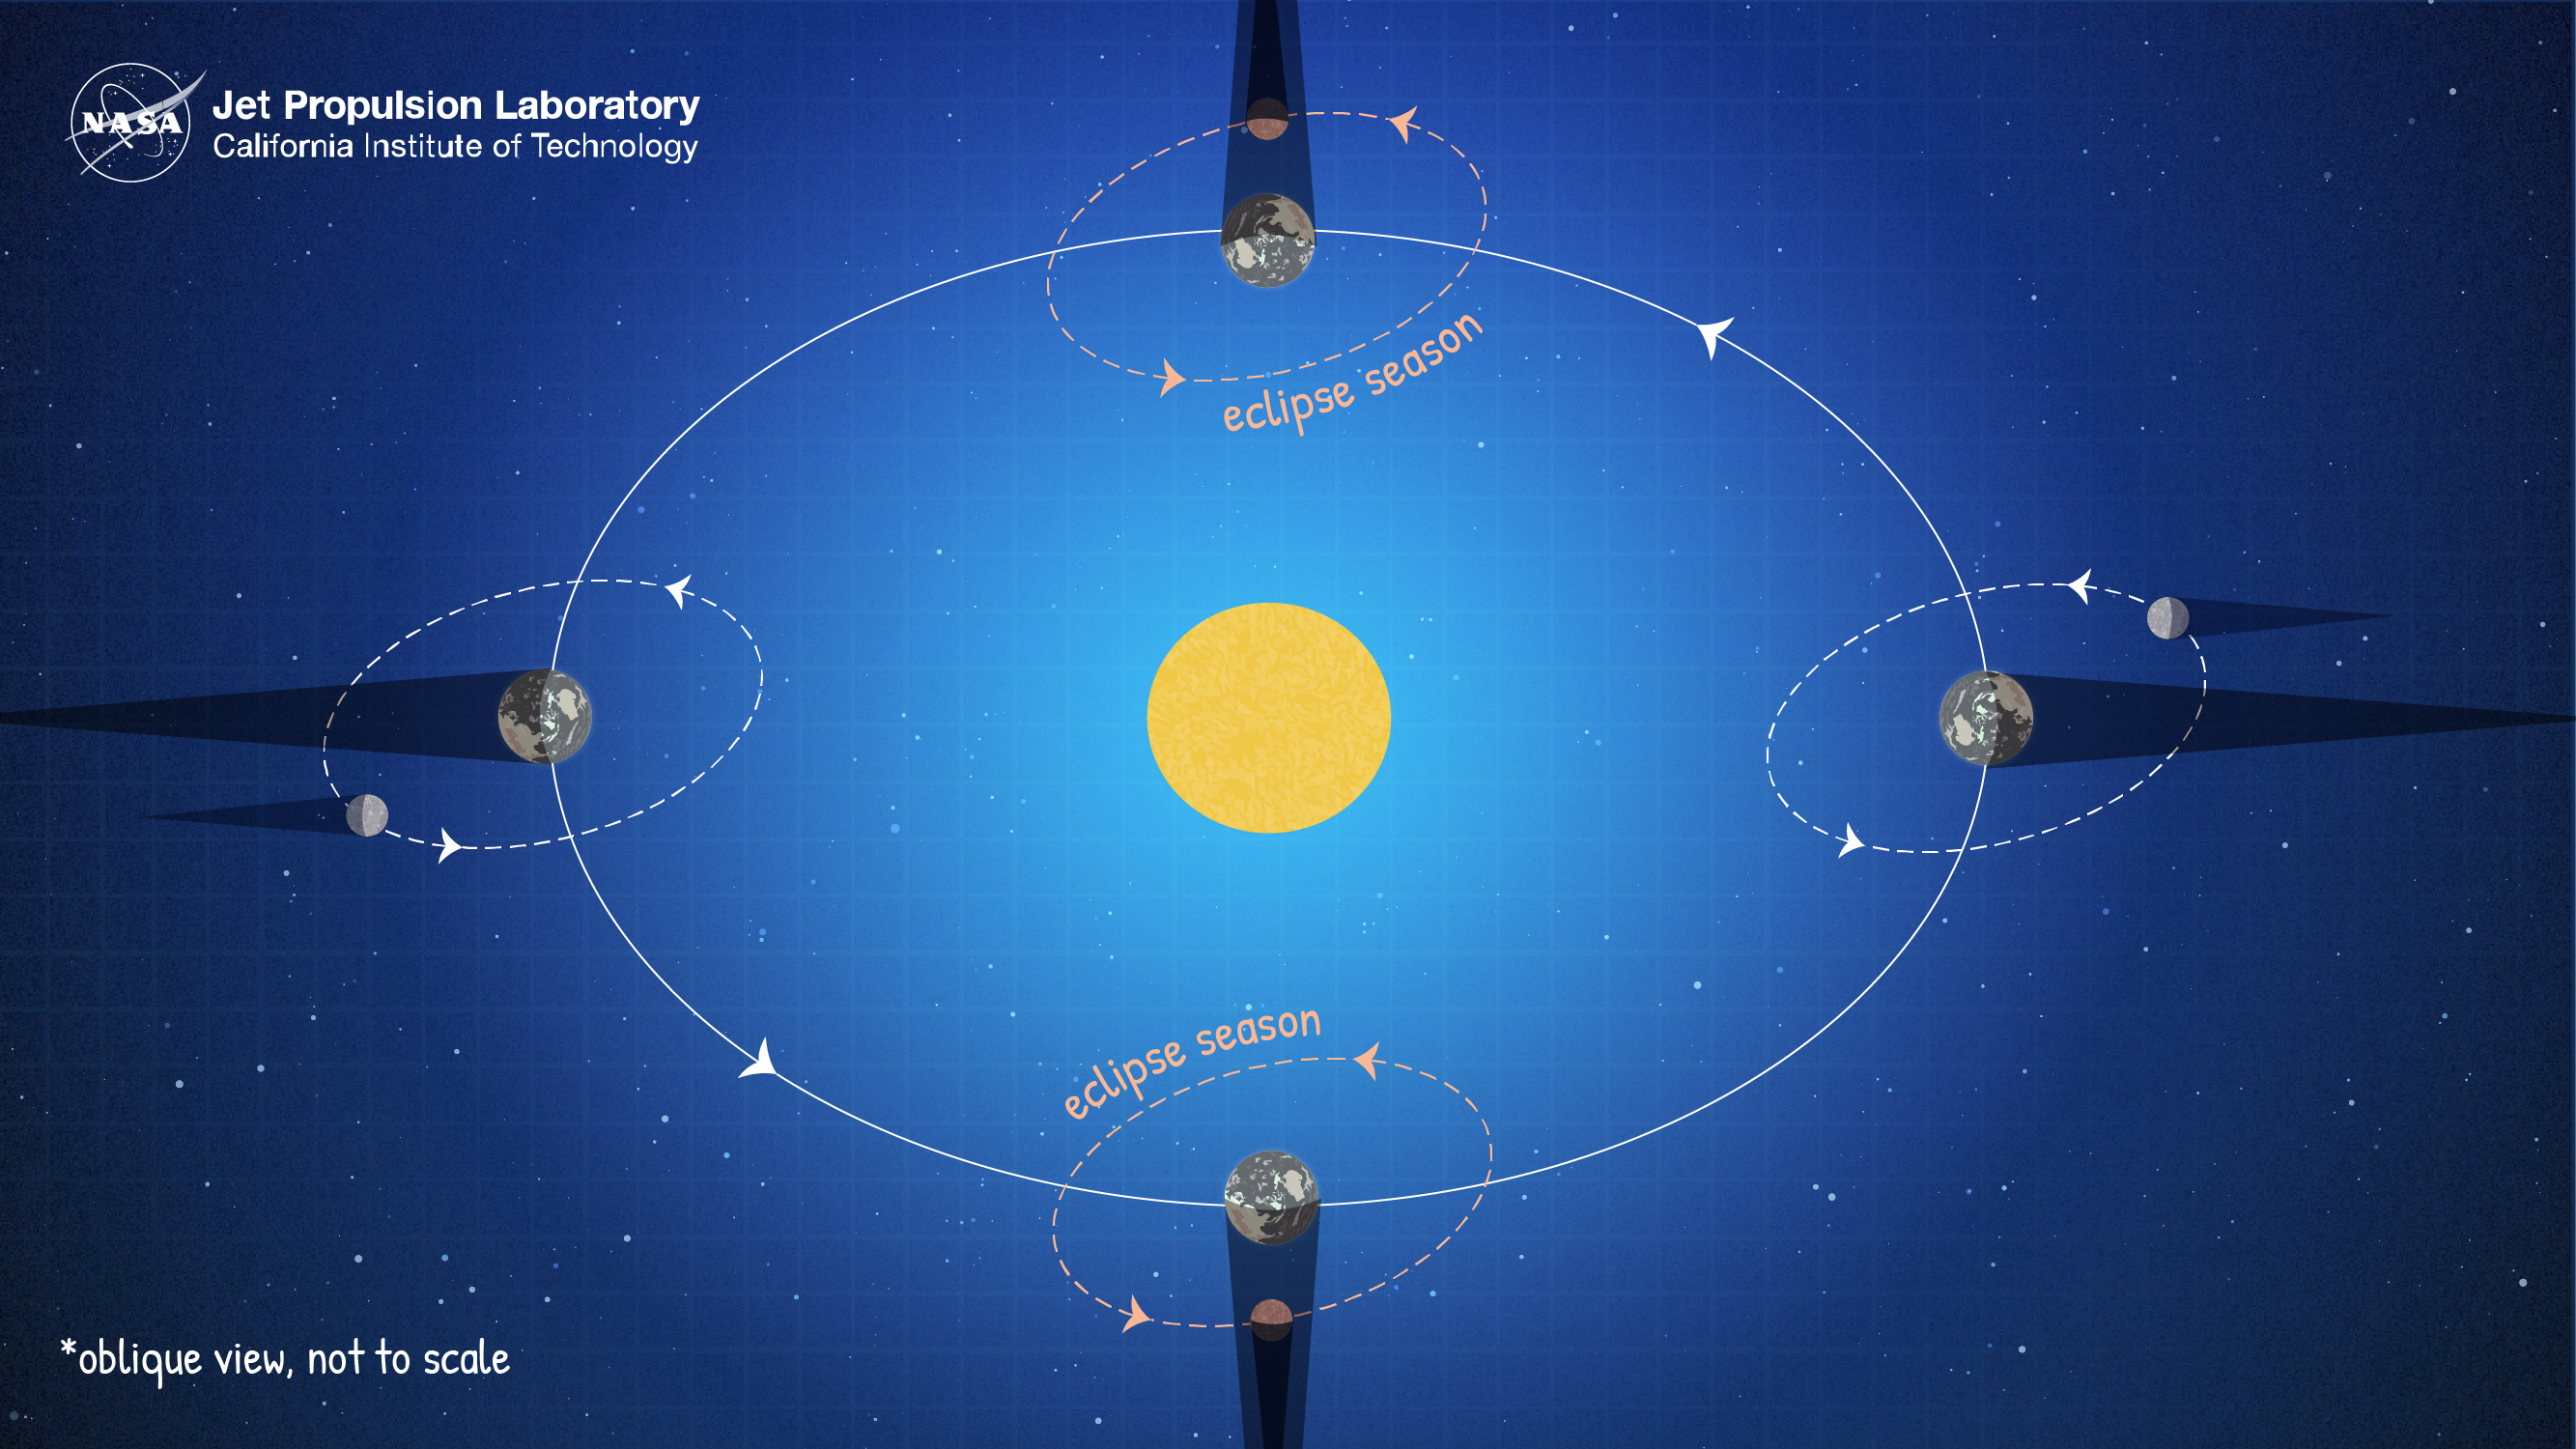 NASA
Jet Propulsion Laboratory
California Institute of Technology
eclipse season
eclipse season
*oblique view, not to scale